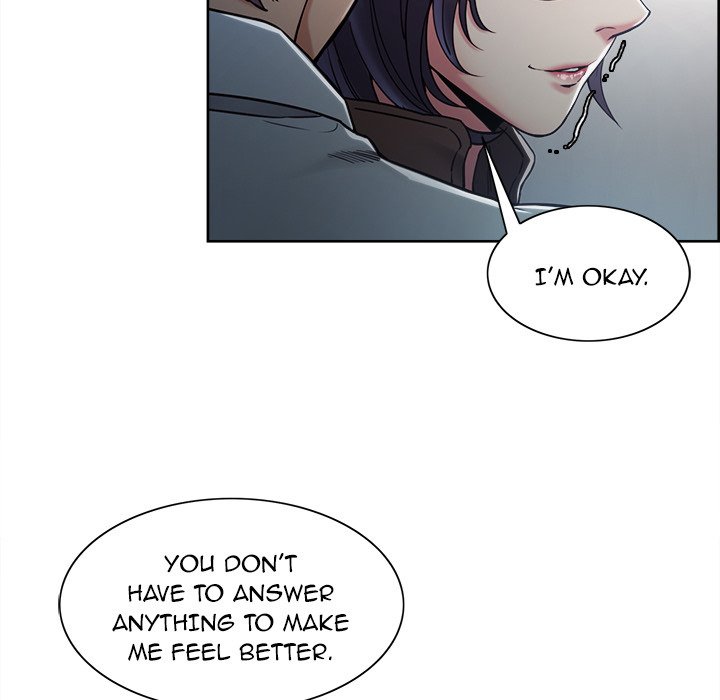 I'M OKAY.
YOU DON'T
HAVE TO ANSWER
ANYTHING TO MAKE
ME FEEL BETTER.